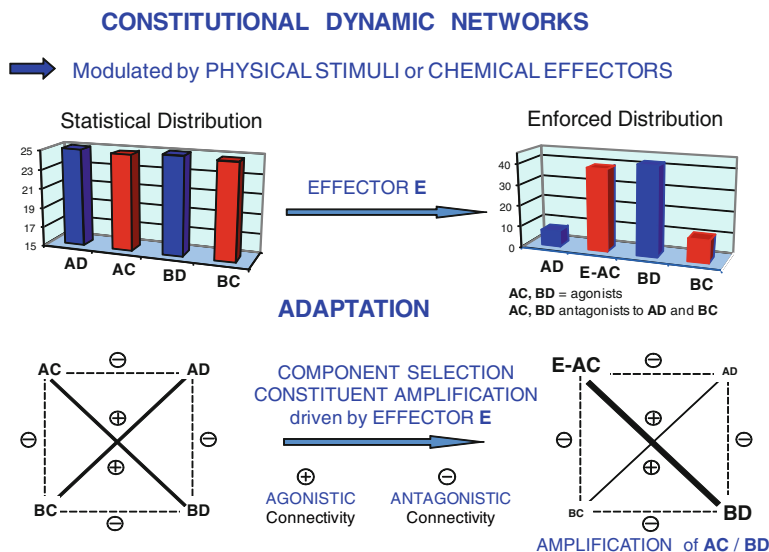 CONSTITUTIONAL DYNAMIC NETWORKS
Modulated by PHYSICAL STIMULI or CHEMICAL EFFECTORS
Statistical Distribution
25
23
21
19
17
15
AD
AC
BD
BC
EFFECTOR E
Enforced Distribution
40
30
20
10
0
AD
E-AC
BD
BC
AC, BD = agonists
AC, BD antagonists to AD and BC
ADAPTATION
AC
AD
BC
BD
COMPONENT SELECTION
CONSTITUENT AMPLIFICATION
driven by EFFECTOR E
AGONISTIC
Connectivity
ANTAGONISTIC
Connectivity
E-AC
AD
BC
BD
AMPLIFICATION of AC / BD